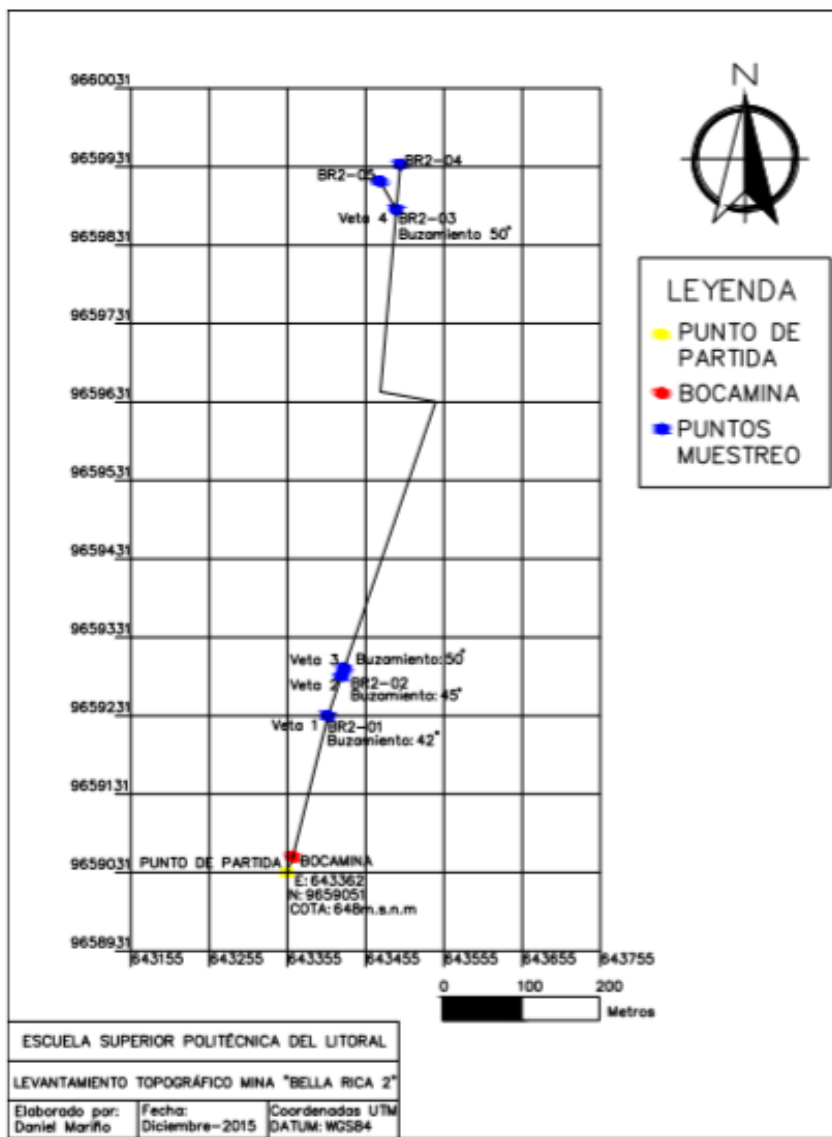 N
9660031
9659931
9659831
9659731
9659631
9659531
9659431
9659331
9659231
9659131
9659031
9658931
BR2-04
BR2-05
Veta 4
BR2-03
Buzamiento 50°
Veta 3
Buzamiento:50°
Veta 2
BR2-02
Buzamiento:45°
Veta 1
BR2-01
Buzamiento:42°
PUNTO DE PARTIDA
BOCAMINA
E:643362
N:9659051
COTA:648m.s.n.m
643155
643255
643355
643455
643555
643655
643755
LEYENDA
PUNTO DE
PARTIDA
BOCAMINA
PUNTOS
MUESTREO
0
100
200
Metros
ESCUELA SUPERIOR POLITÉCNICA DEL LITORAL
LEVANTAMIENTO TOPOGRÁFICO MINA "BELLA RICA 2"
Elaborado por:
Daniel Mariño
Fecha:
Diciembre-2015
Coordenadas UTM
DATUM: WGS84